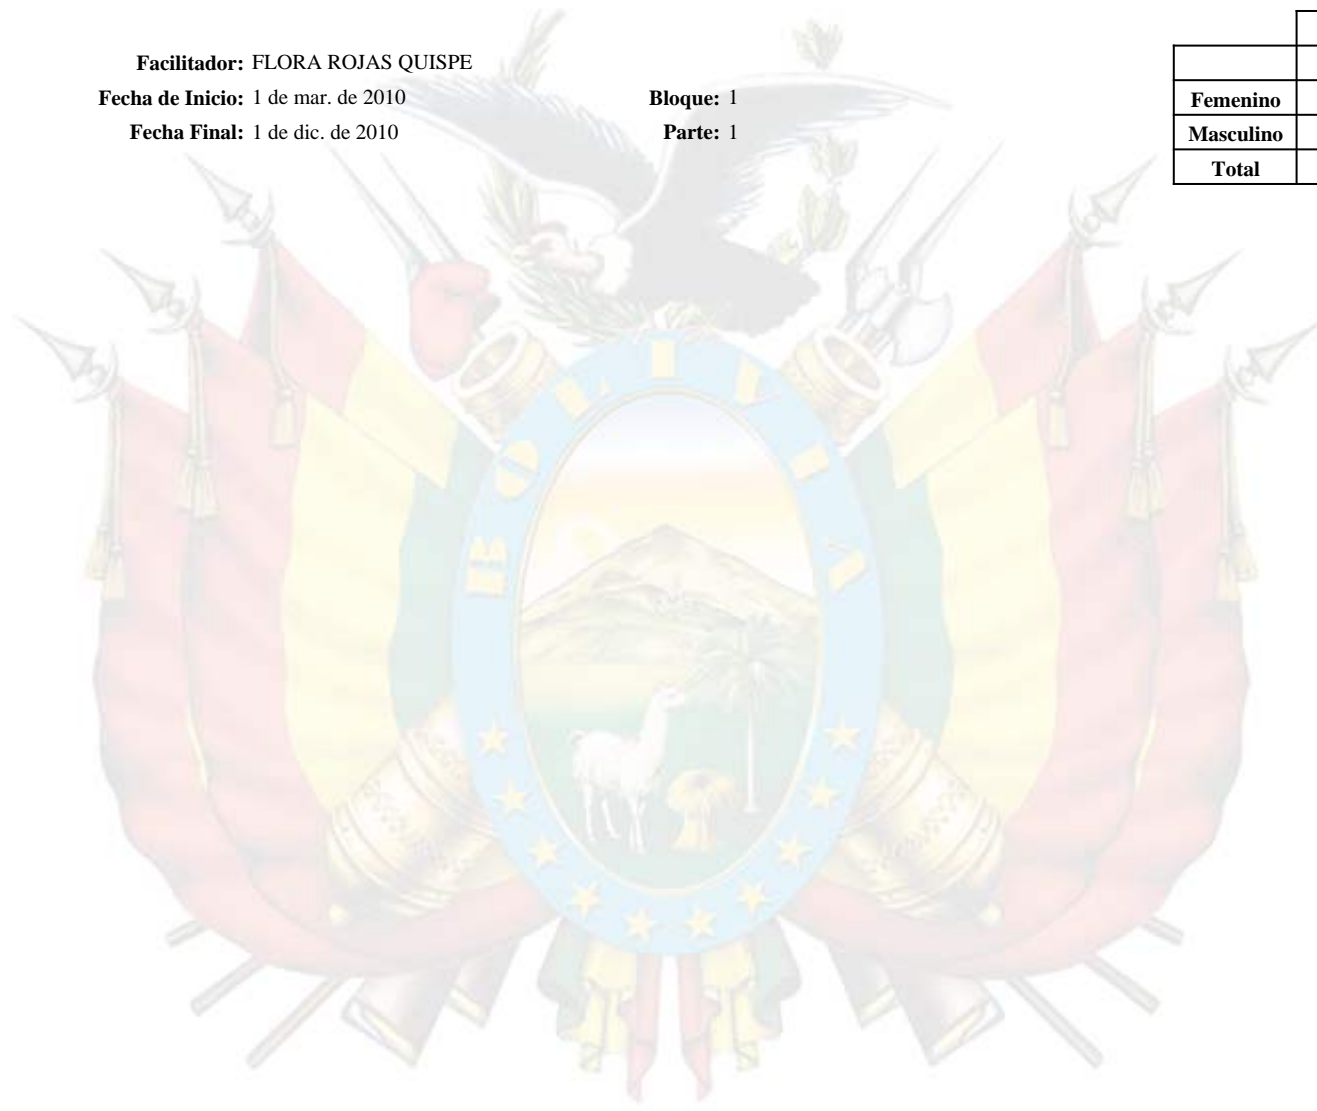 Facilitador: FLORA ROJAS QUISPE
Fecha de Inicio: 1 de mar. de 2010 Bloque: 1
Fecha Final: 1 de dic. de 2010 Parte: 1
Femenino
Masculino
Total
BOLIVIA